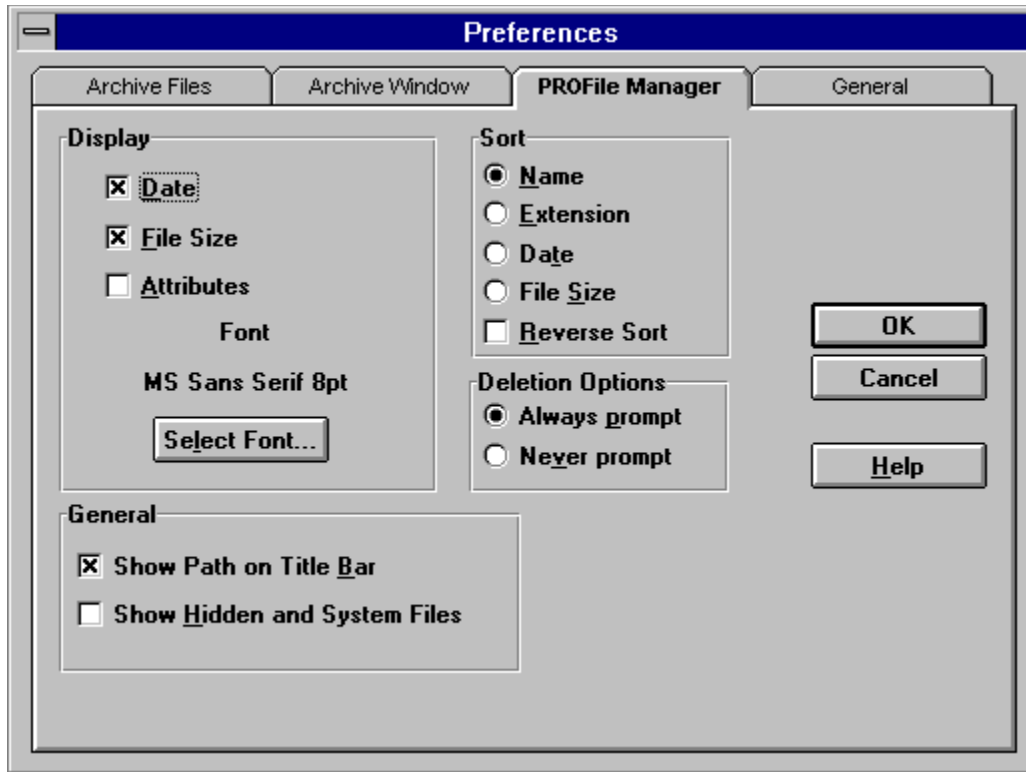 Preferences
Archive Files
Archive Window
PROFile Manager
General
Display
Date
File Size
Attributes
Font
MS Sans Serif 8pt
Select Font...
Sort
Name
Extension
Date
File Size
Reverse Sort
Deletion Options
Always prompt
Never prompt
OK
Cancel
Help
General
Show Path on Title Bar
Show Hidden and System Files